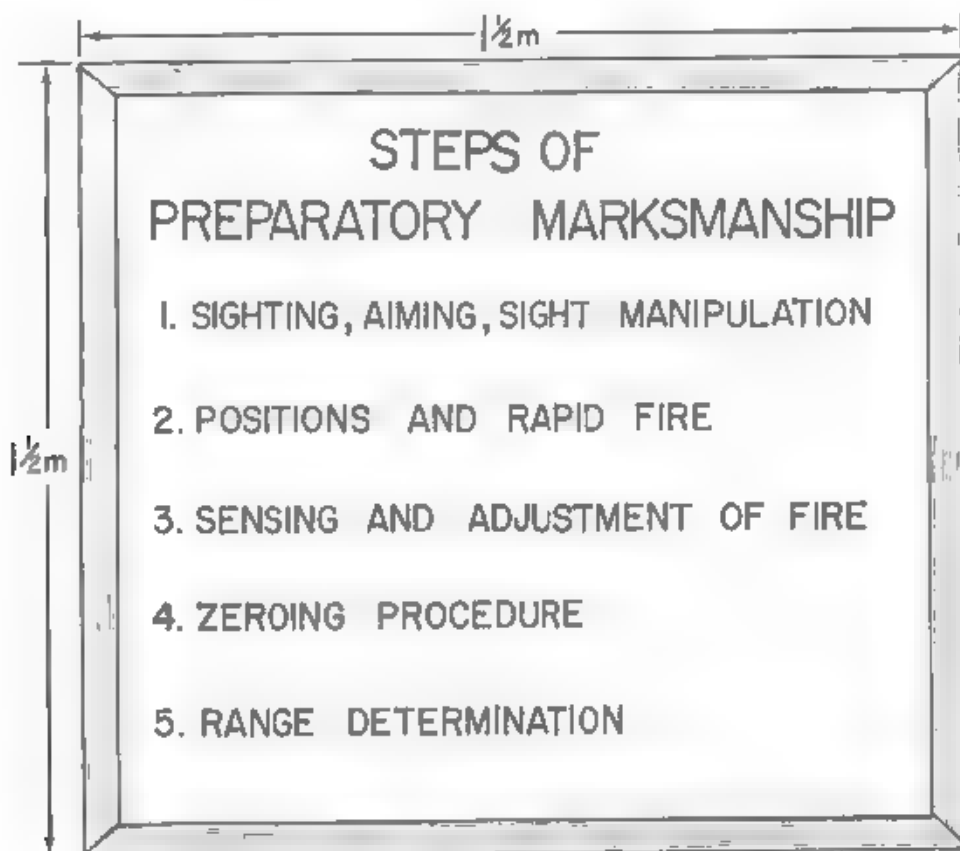 1½m
STEPS OF
PREPARATORY MARKSMANSHIP
1. SIGHTING, AIMING, SIGHT MANIPULATION
2. POSITIONS AND RAPID FIRE
1½m
3. SENSING AND ADJUSTMENT OF FIRE
4. ZEROING PROCEDURE
5. RANGE DETERMINATION